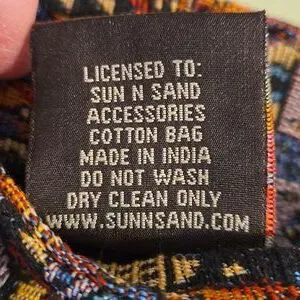 LICENSED TO:
SUN N SAND
ACCESSORIES
COTTON BAG
MADE IN INDIA
DO NOT WASH
DRY CLEAN ONLY
WWW.SUNNSAND.COM